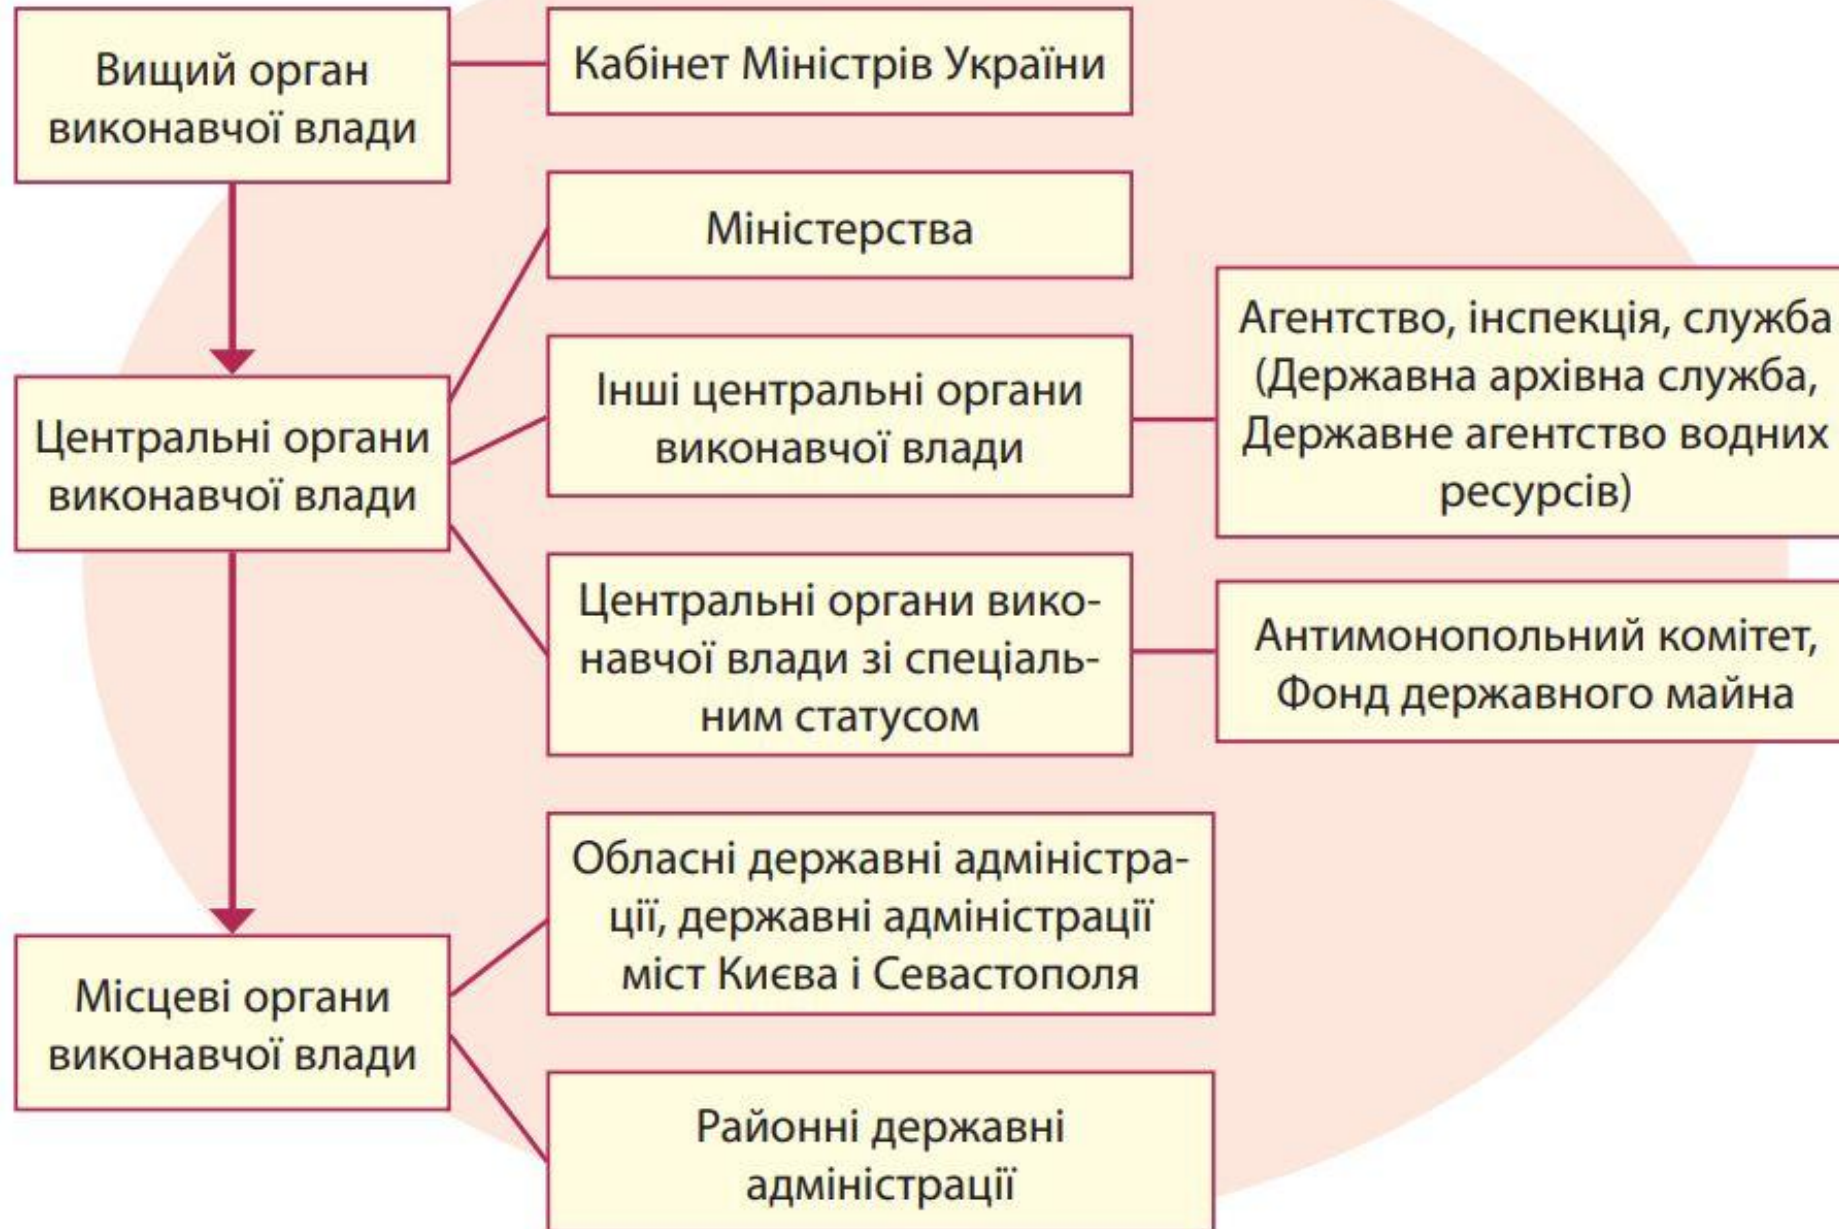 Вищий орган
виконавчої влади
Кабінет Міністрів України
Міністерства
Центральні органи
виконавчої влади
Інші центральні органи
виконавчої влади
Агентство, інспекція, служба
(Державна архівна служба,
Державне агентство водних
ресурсів)
Центральні органи вико-
навчої влади зі спеціаль-
ним статусом
Антимонопольний комітет,
Фонд державного майна
Місцеві органи
виконавчої влади
Обласні державні адміністра-
ції, державні адміністрації
міст Києва і Севастополя
Районні державні
адміністрації